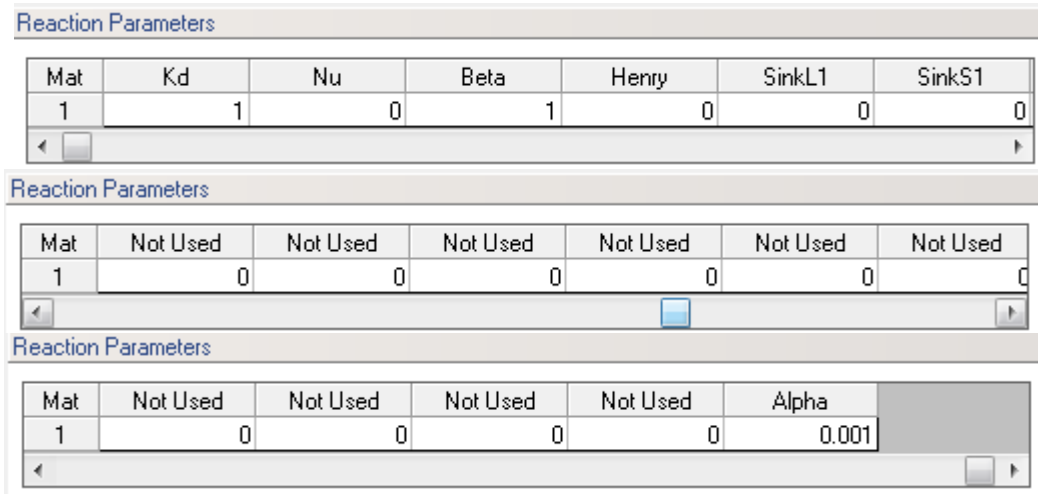 Reaction Parameters
Mat Kd Nu Beta Henry SinkL1 SinkS1
1 1 0 1 0 0 0
Reaction Parameters
Mat Not Used Not Used Not Used Not Used Not Used Not Used
1 0 0 0 0 0 0
Reaction Parameters
Mat Not Used Not Used Not Used Not Used Alpha
1 0 0 0 0 0.001